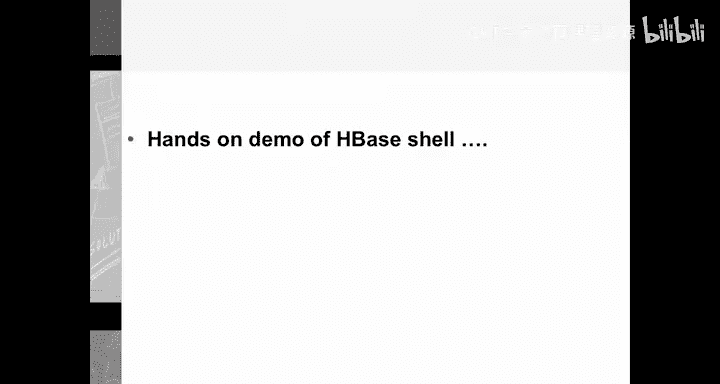 bilibili
• Hands on demo of HBase shell ….